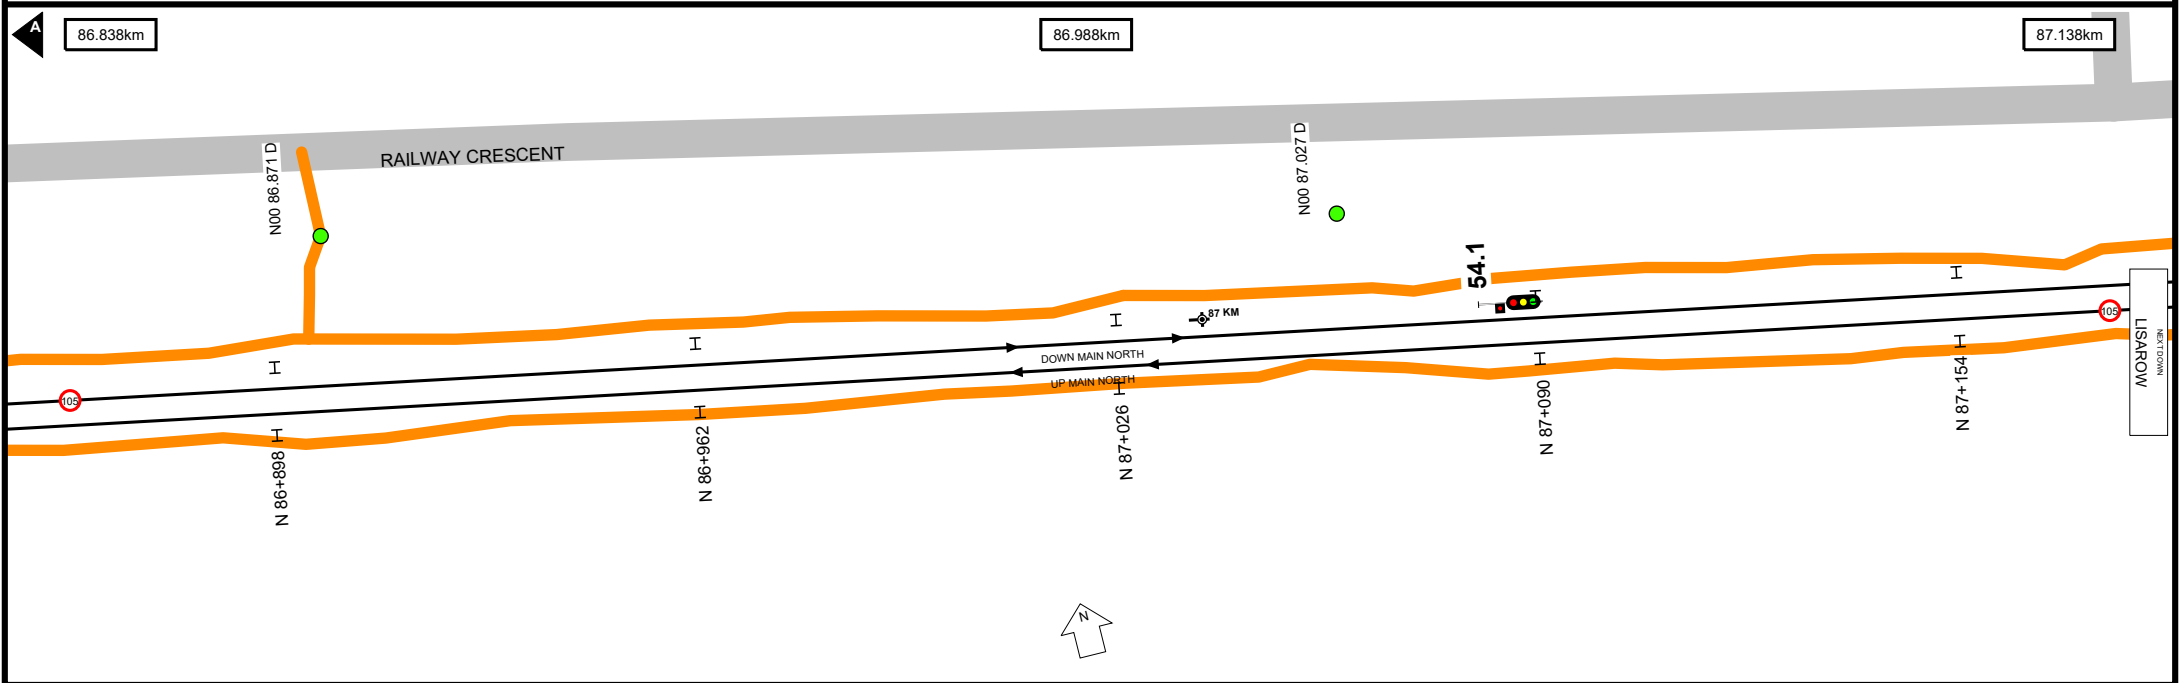 A
86.838km
86.988km
87.138km
RAILWAY CRESCENT
N00 86.871 D
N00 87.027 D
54.1
87 KM
DOWN MAIN NORTH
UP MAIN NORTH
105
105
N 86+898
N 86+962
N 87+026
N 87+090
N 87+154
LISAROW
NEXT DOWN
N